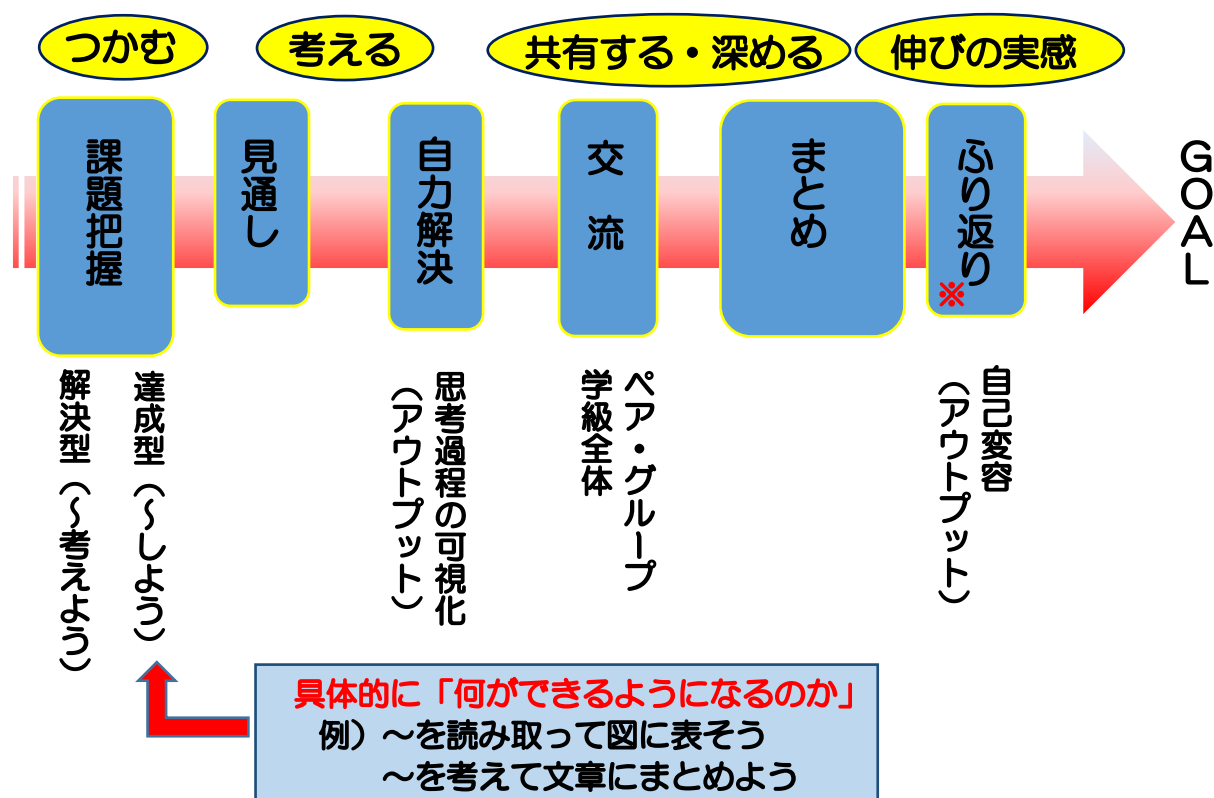 つかむ
考える
共有する・深める
伸びの実感
課題把握
見通し
自力解決
交 流
まとめ
ふり返り
※
GOAL
達成型(～しよう)
解決型(～考えよう)
思考過程の可視化
(アウトプット)
ペア・グループ
学級全体
自己変容
(アウトプット)
具体的に「何ができるようになるのか」
例）～を読み取って図に表そう
～を考えて文章にまとめよう